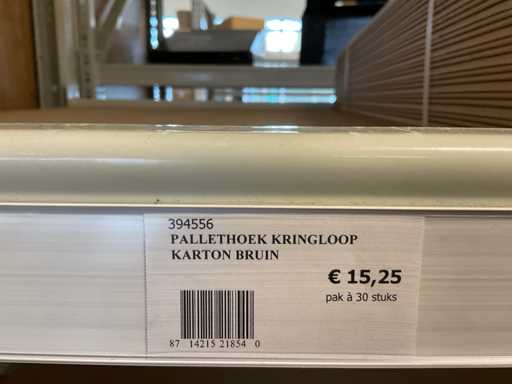 394556
PALLETHOEK KRINGLOOP
KARTON BRUIN
€ 15,25
pak à 30 stuks
87 14215 21854 0